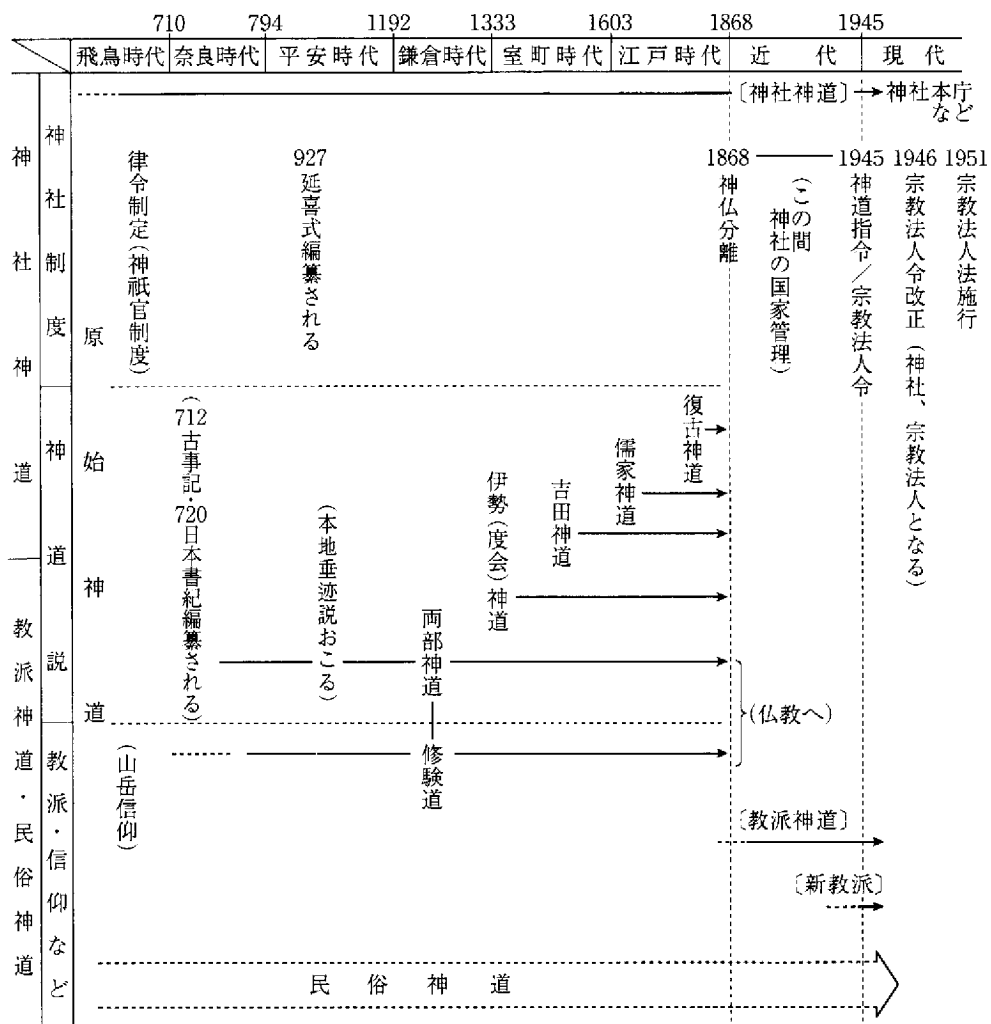 710 794 1192 1333 1603 1868 1945
飛鳥時代 奈良時代 平安時代 鎌倉時代 室町時代 江戸時代 近代 現代
神社神道
教派神道・民俗神道
神社制度
神道説
教派・信仰など
原始神道
〔神社神道〕
神社本庁
など
律令制定(神祇官制度)
927
延喜式編纂される
1868
神仏分離
(この間
神社の国家管理)
1945
神道指令/宗教法人令
1946
宗教法人令改正(神社、宗教法人となる)
1951
宗教法人法施行
(712古事記・720日本書紀編纂される)
(本地垂迹説おこる)
両部神道
伊勢(度会)神道
吉田神道
儒家神道
復古神道
(仏教へ)
(山岳信仰)
修験道
〔教派神道〕
〔新教派〕
民俗神道